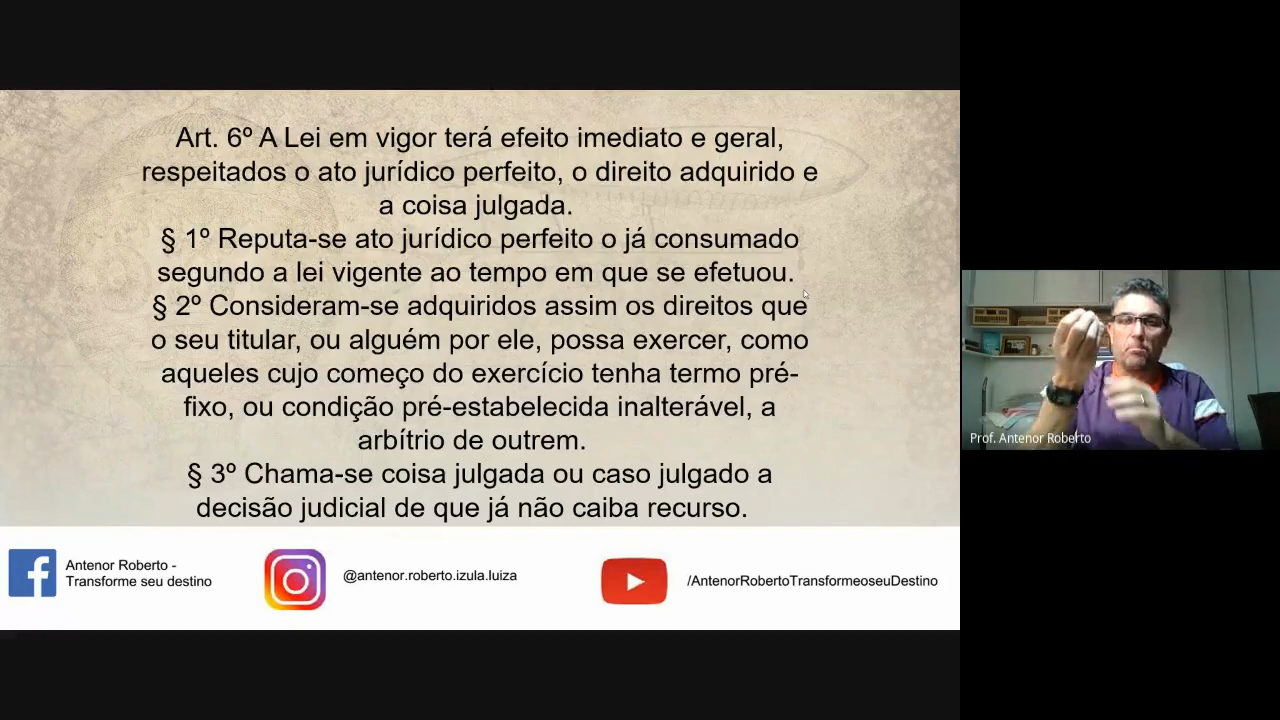 Art. 6º A Lei em vigor terá efeito imediato e geral,
respeitados o ato jurídico perfeito, o direito adquirido e
a coisa julgada.
§ 1º Reputa-se ato jurídico perfeito o já consumado
segundo a lei vigente ao tempo em que se efetuou.
§ 2º Consideram-se adquiridos assim os direitos que
o seu titular, ou alguém por ele, possa exercer, como
aqueles cujo começo do exercício tenha termo pré-
fixo, ou condição pré-estabelecida inalterável, a
arbítrio de outrem.
§ 3º Chama-se coisa julgada ou caso julgado a
decisão judicial de que já não caiba recurso.
Antenor Roberto -
Transforme seu destino
@antenor.roberto.izula.luiza
/AntenorRobertoTransformeoseuDestino
Prof. Antenor Roberto